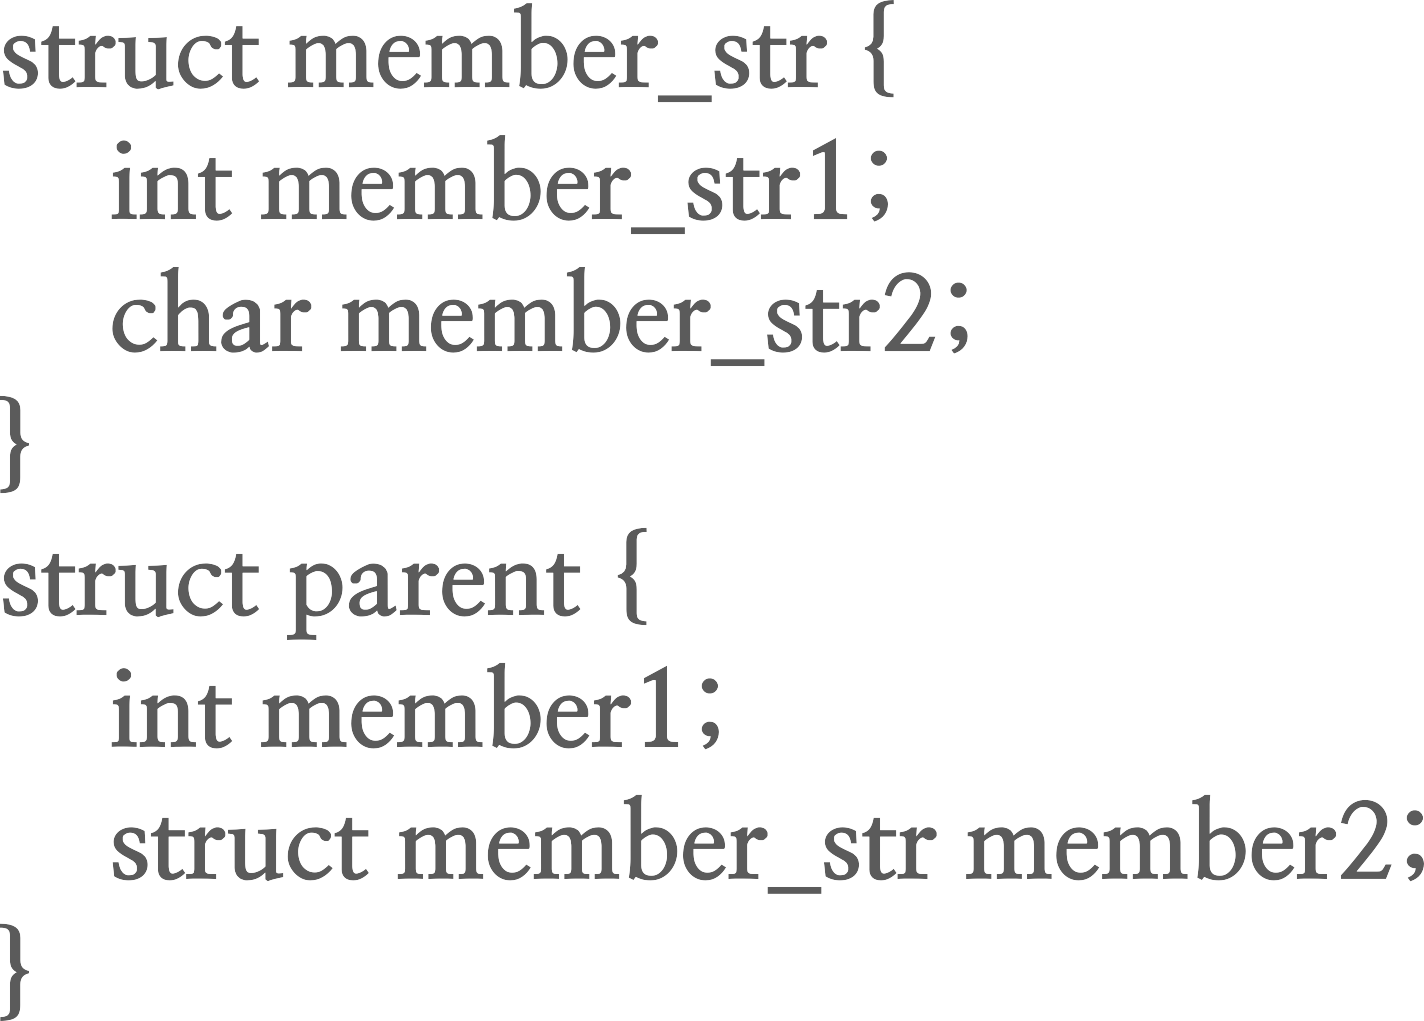 struct member_str {
int member_str1;
char member_str2;
}
struct parent {
int member1;
struct member_str member2;
}